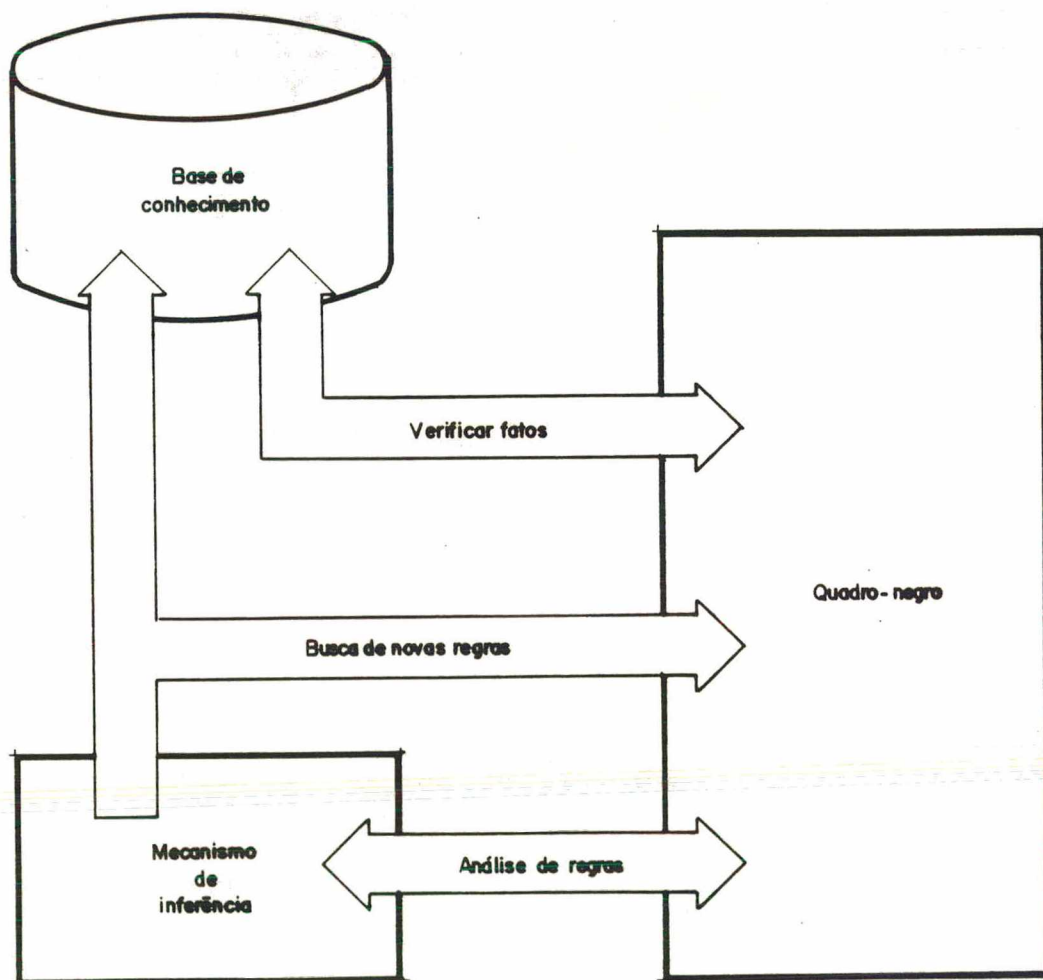 Base de
conhecimento
Verificar fatos
Quadro-negro
Busca de novas regras
Mecanismo
de
inferência
Análise de regras